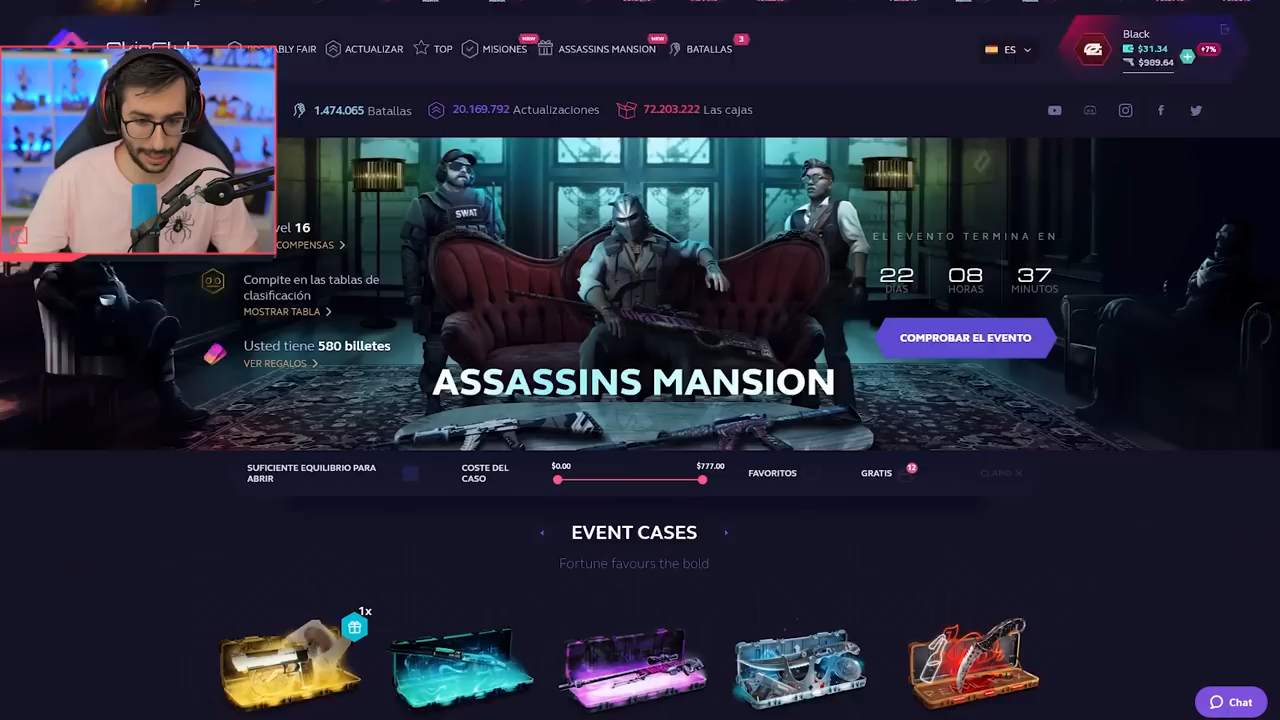 ABLY FAIR
ACTUALIZAR
TOP
MISIONES
NEW
ASSASSINS MANSION
NEW
BATALLAS
3
ES
Black
$31.34
$989.64
+7%
1.474.065 Batallas
20.169.792 Actualizaciones
72.203.222 Las cajas
vel 16
COMPENSAS
Compite en las tablas de
clasificación
MOSTRAR TABLA
Usted tiene 580 billetes
VER REGALOS
SWAT
EL EVENTO TERMINA EN
22 08 37
DÍAS HORAS MINUTOS
COMPROBAR EL EVENTO
ASSASSINS MANSION
SUFICIENTE EQUILIBRIO PARA
ABRIR
COSTE DEL
CASO
$0.00
$777.00
FAVORITOS
GRATIS
12
CLARO
EVENT CASES
Fortune favours the bold
1x
Chat